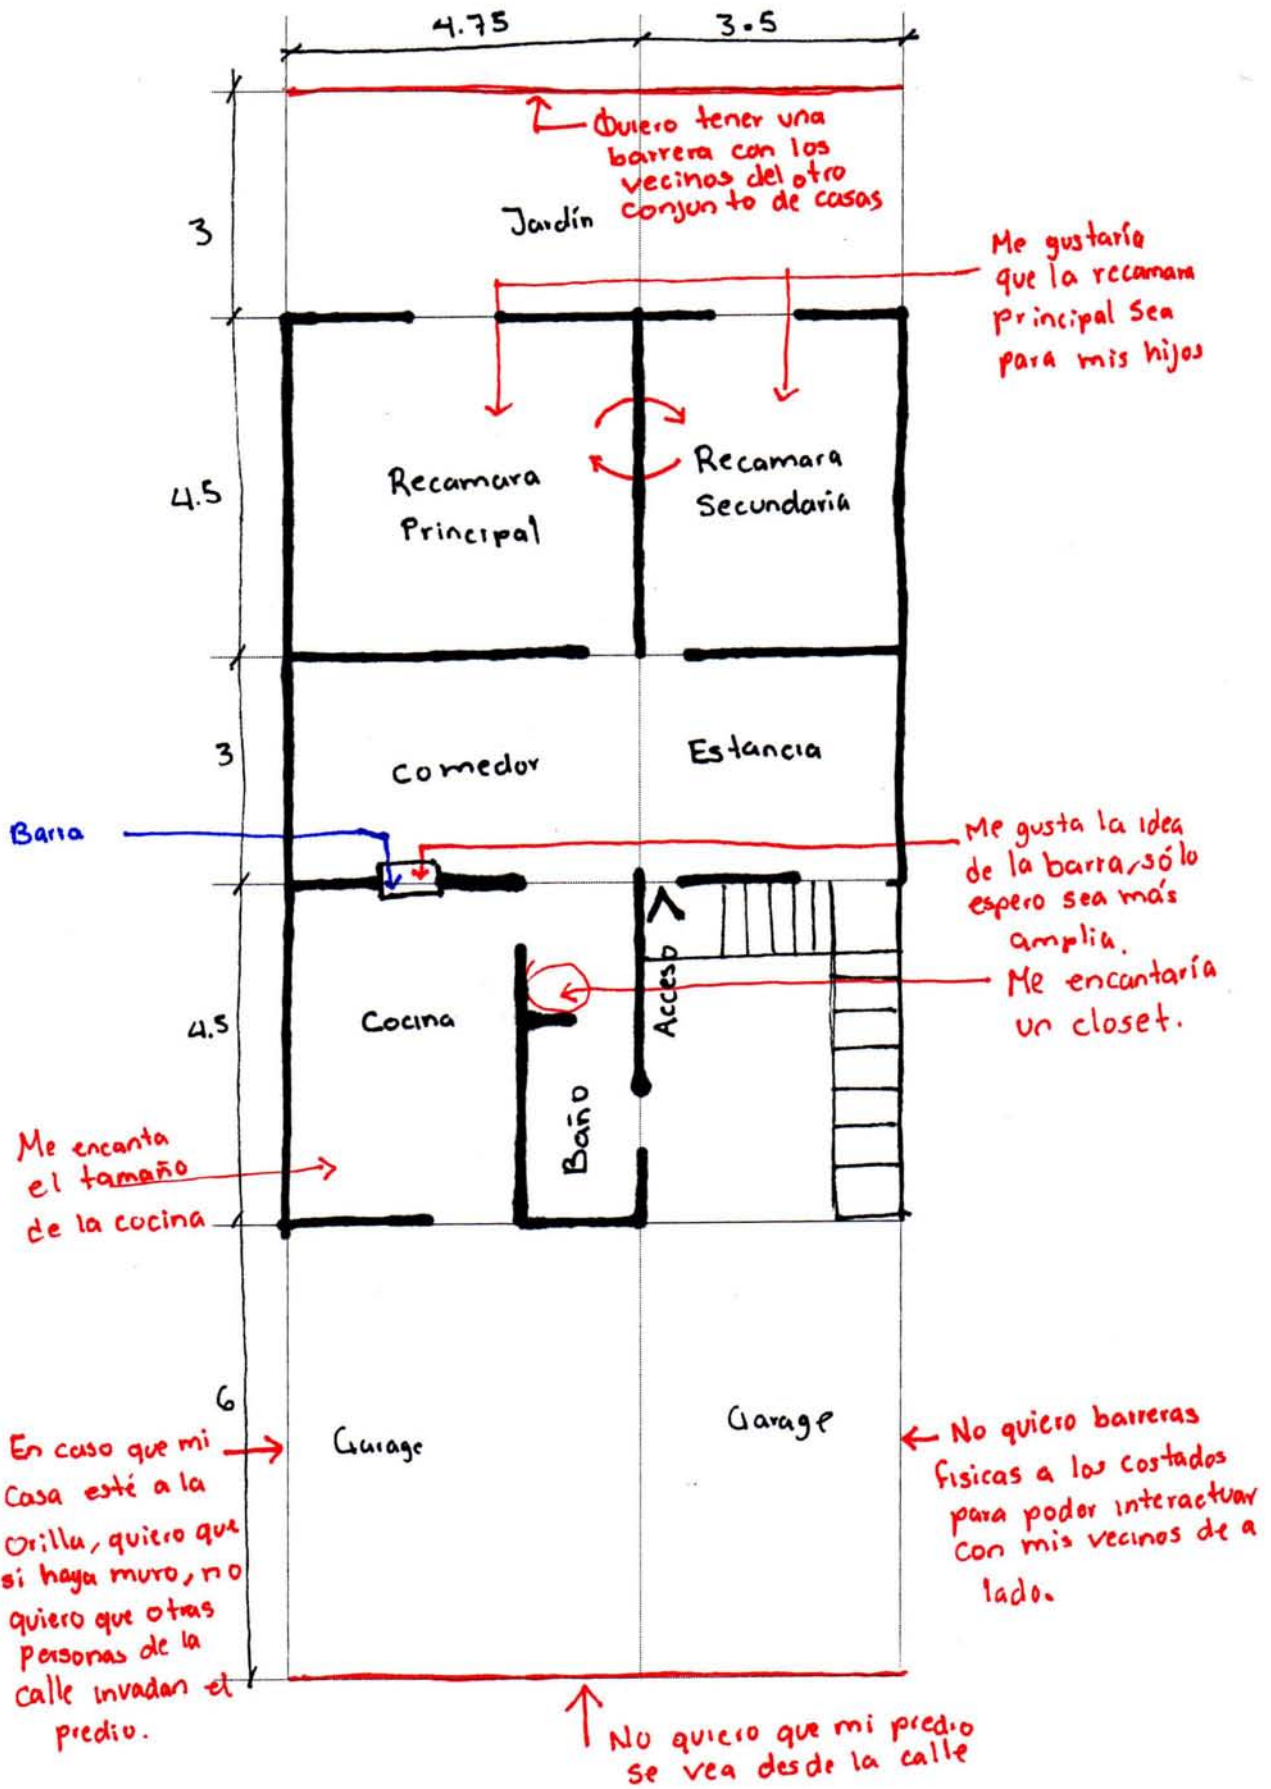 4.75
3.5
Quiero tener una
barrera con los
vecinos del otro
conjunto de casas
3
Jardín
Me gustaría
que la recamara
principal sea
para mis hijos
4.5
Recamara
Principal
Recamara
Secundaria
3
Comedor
Estancia
Barra
Me gusta la idea
de la barra, sólo
espero sea más
amplia.
Me encantaría
un closet.
Acceso
4.5
Cocina
Baño
Me encanta
el tamaño
de la cocina
6
Garage
Garage
En caso que mi
Casa esté a la
Orilla, quiero que
si haya muro, no
quiero que otras
Personas de la
calle invadan el
predio.
No quiero barreras
físicas a los costados
para poder interactuar
con mis vecinos de a
lado.
No quiero que mi predio
se vea desde la calle